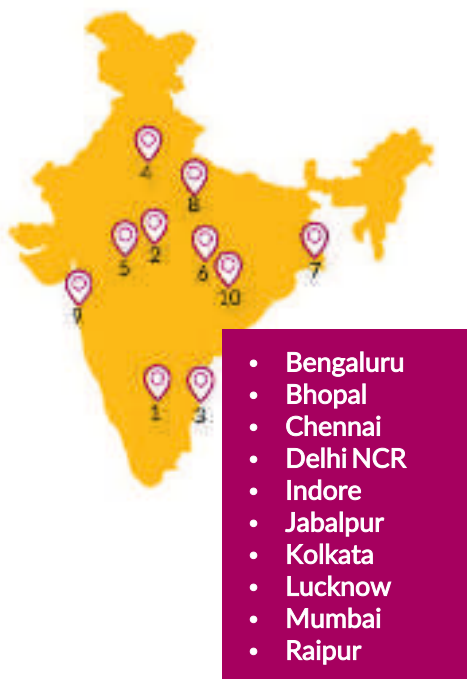 4
8
2
5
6
7
10
9
1
3
• Bengaluru
• Bhopal
• Chennai
• Delhi NCR
• Indore
• Jabalpur
• Kolkata
• Lucknow
• Mumbai
• Raipur